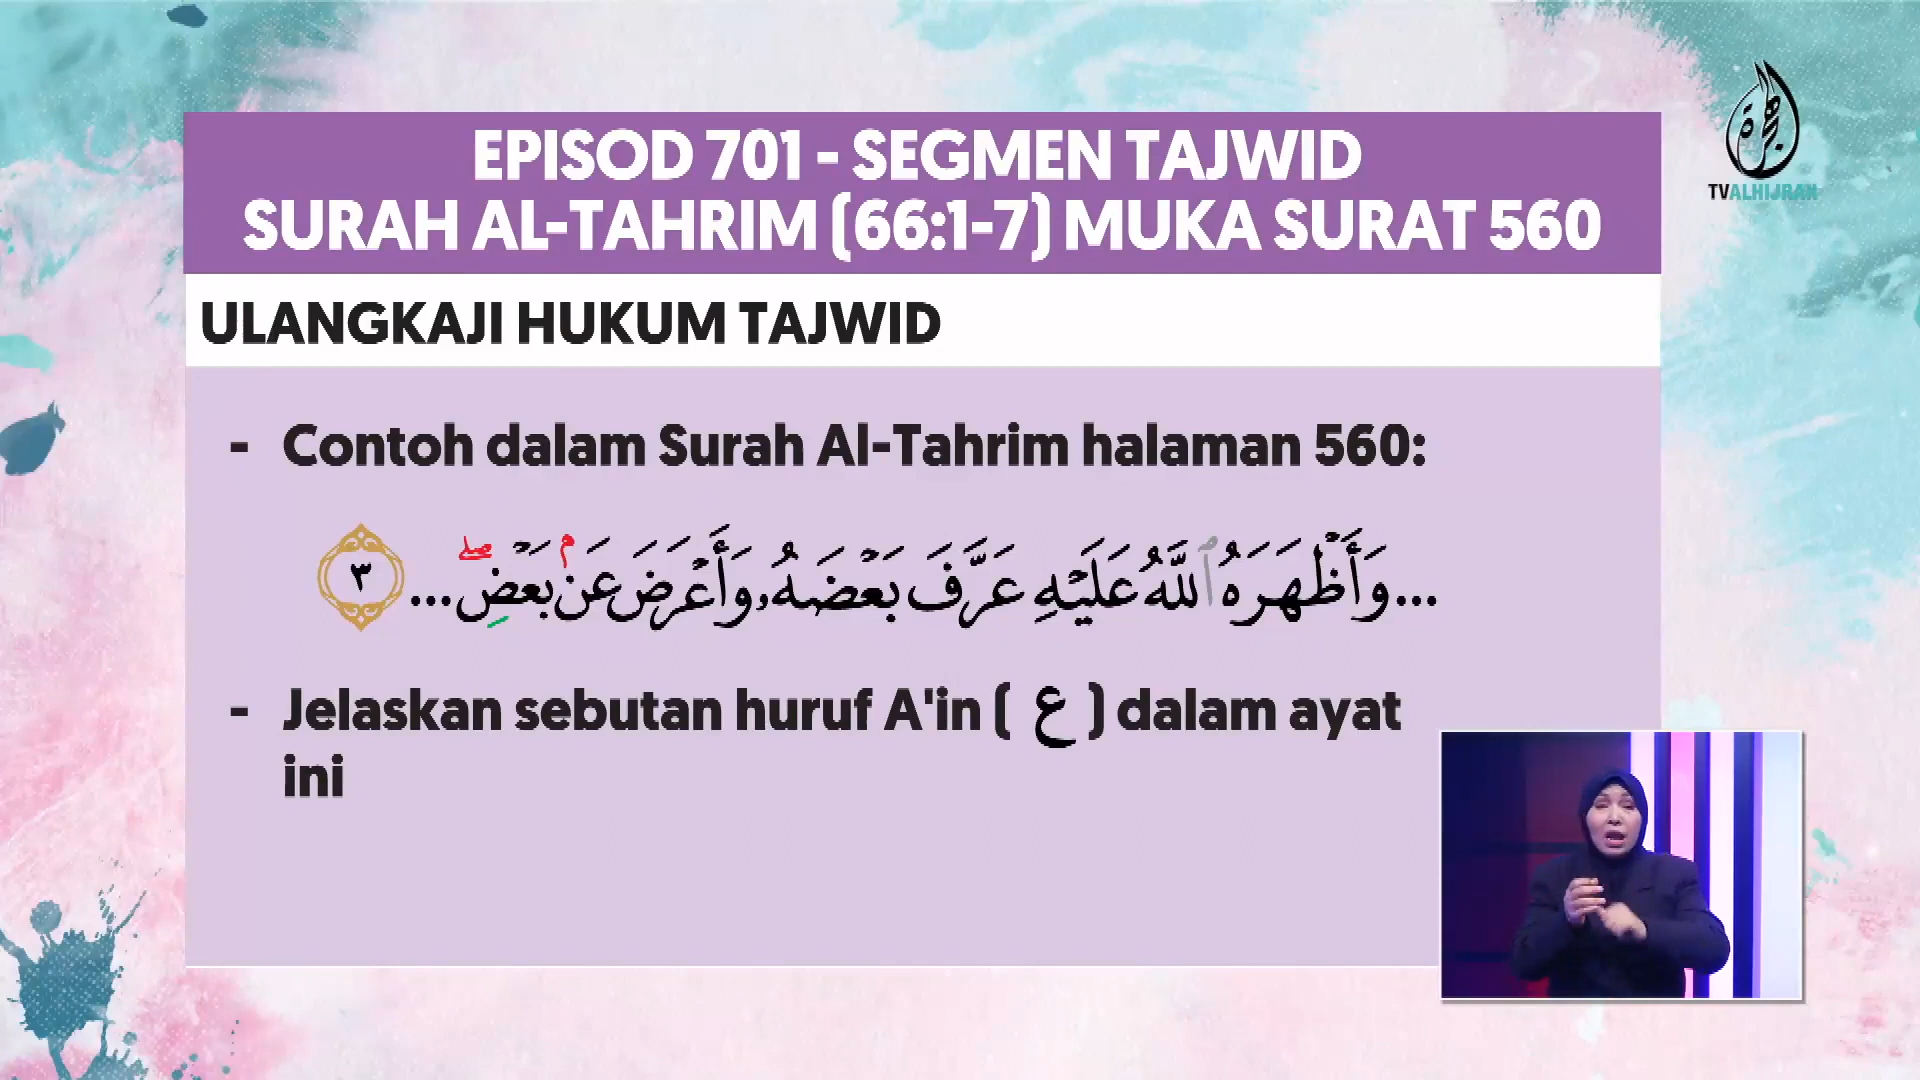 EPISOD 701 - SEGMEN TAJWID
SURAH AL-TAHRIM (66:1-7) MUKA SURAT 560
هجرة
TVALHIJRAH
ULANGKAJI HUKUM TAJWID
- Contoh dalam Surah Al-Tahrim halaman 560:
...وَأَظۡهَرَهُ ٱللَّهُ عَلَيۡهِ عَرَّفَ بَعۡضَهُۥ وَأَعۡرَضَ عَنۢ بَعۡضٖۖ... ٣
- Jelaskan sebutan huruf A'in ( ع ) dalam ayat
ini